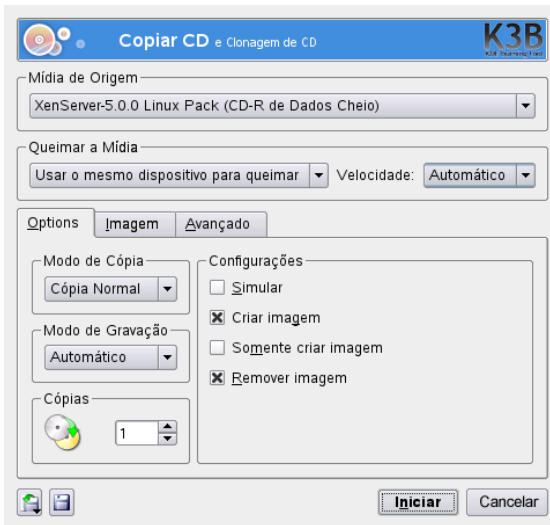 Copiar CD e Clonagem de CD
K3B
Mídia de Origem
XenServer-5.0.0 Linux Pack (CD-R de Dados Cheio)
Queimar a Mídia
Usar o mesmo dispositivo para queimar
Velocidade:
Automático
Options
Imagem
Avançado
Modo de Cópia
Cópia Normal
Modo de Gravação
Automático
Cópias
1
Configurações
Simular
Criar imagem
Somente criar imagem
Remover imagem
Iniciar
Cancelar